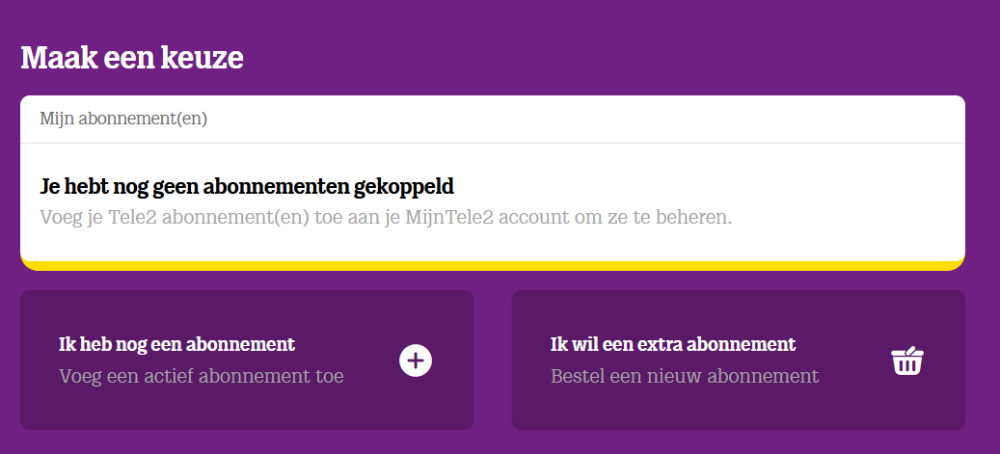 Maak een keuze
Mijn abonnement(en)
Je hebt nog geen abonnementen gekoppeld
Voeg je Tele2 abonnement(en) toe aan je MijnTele2 account om ze te beheren.
Ik heb nog een abonnement
Voeg een actief abonnement toe
Ik wil een extra abonnement
Bestel een nieuw abonnement